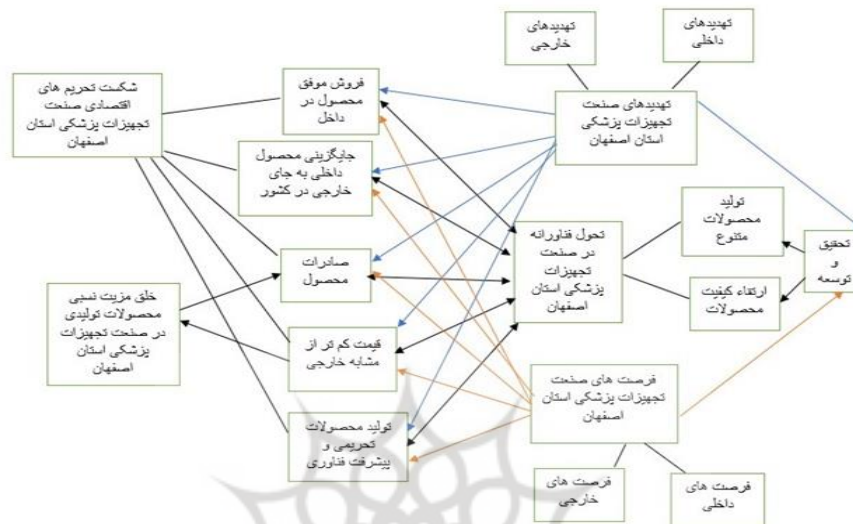 تهدیدهای
داخلی
تهدیدهای
خارجی
تهدیدهای صنعت
تجهیزات پزشکی
استان اصفهان
فروش موفق
محصول در
داخل
شکست تحریم های
اقتصادی صنعت
تجهیزات پزشکی استان
اصفهان
جایگزینی محصول
داخلی به جای
خارجی در کشور
تولید
محصولات
متنوع
تحقیق
و
توسعه
تحول فناورانه
در صنعت
تجهیزات
پزشکی استان
اصفهان
صادرات
محصول
ارتقاء کیفیت
محصولات
خلق مزیت نسبی
محصولات تولیدی
در صنعت تجهیزات
پزشکی استان
اصفهان
قیمت کم تر از
مشابه خارجی
فرصت های صنعت
تجهیزات پزشکی استان
اصفهان
تولید محصولات
تحریمی و
پیشرفت فناوری
فرصت های
خارجی
فرصت های
داخلی